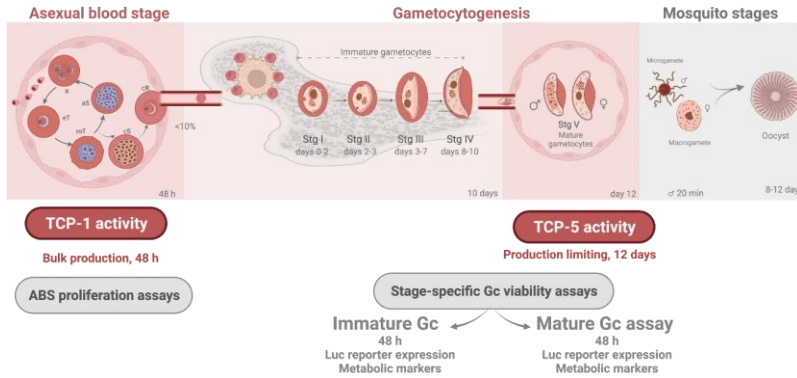 Asexual blood stage
Gametocytogenesis
Mosquito stages
Immature gametocytes
R
eT
mT
aS
cS
cR
<10%
48 h
Stg I
days 0-2
Stg II
days 2-3
Stg III
days 3-7
Stg IV
days 8-10
10 days
♂
♀
Stg V
Mature
gametocytes
day 12
Microgamete
♂
♀
Macrogamete
♂ 20 min
Oocyst
8-12 day
TCP-1 activity
Bulk production, 48 h
ABS proliferation assays
TCP-5 activity
Production limiting, 12 days
Stage-specific Gc viability assays
Immature Gc
48 h
Luc reporter expression
Metabolic markers
Mature Gc assay
48 h
Luc reporter expression
Metabolic markers